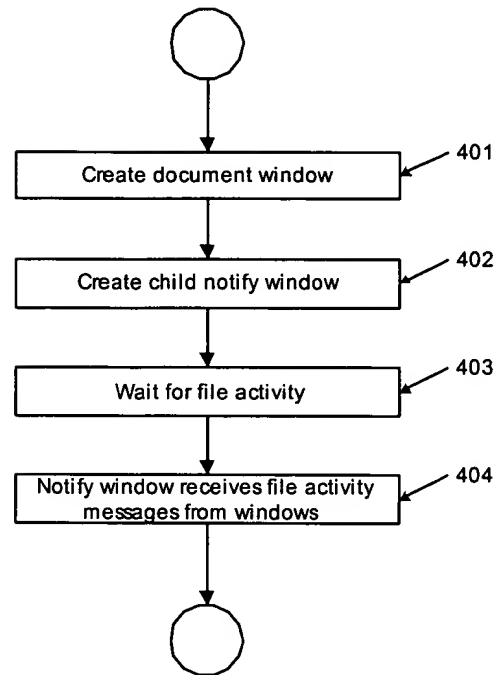 Create document window
401
Create child notify window
402
Wait for file activity
403
Notify window receives file activity
messages from windows
404